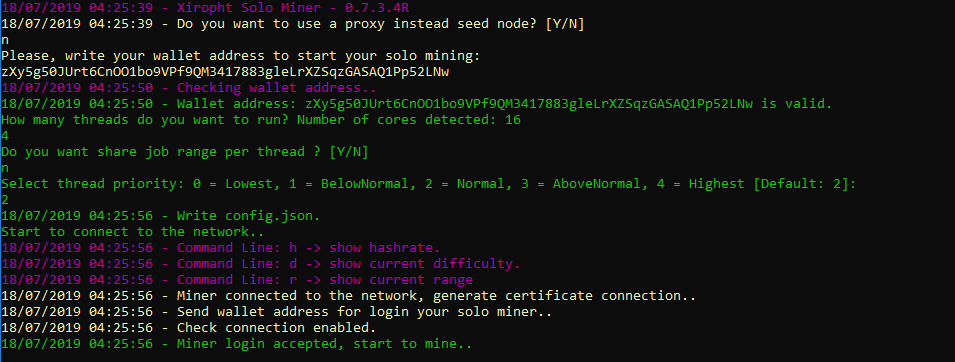 18/07/2019 04:25:39 - Xiropht Solo Miner - 0.7.3.4R
18/07/2019 04:25:39 - Do you want to use a proxy instead seed node? [Y/N]
n
Please, write your wallet address to start your solo mining:
zXy5g50JUrt6CnOO1bo9VPf9QM3417883gleLrXZSqzGASAQ1Pp52LNw
18/07/2019 04:25:50 - Checking wallet address..
18/07/2019 04:25:50 - Wallet address: zXy5g50JUrt6CnOO1bo9VPf9QM3417883gleLrXZSqzGASAQ1Pp52LNw is valid.
How many threads do you want to run? Number of cores detected: 16
4
Do you want share job range per thread ? [Y/N]
n
Select thread priority: 0 = Lowest, 1 = BelowNormal, 2 = Normal, 3 = AboveNormal, 4 = Highest [Default: 2]:
2
18/07/2019 04:25:56 - Write config.json.
Start to connect to the network..
18/07/2019 04:25:56 - Command Line: h -> show hashrate.
18/07/2019 04:25:56 - Command Line: d -> show current difficulty.
18/07/2019 04:25:56 - Command Line: r -> show current range
18/07/2019 04:25:56 - Miner connected to the network, generate certificate connection..
18/07/2019 04:25:56 - Send wallet address for login your solo miner..
18/07/2019 04:25:56 - Check connection enabled.
18/07/2019 04:25:56 - Miner login accepted, start to mine..